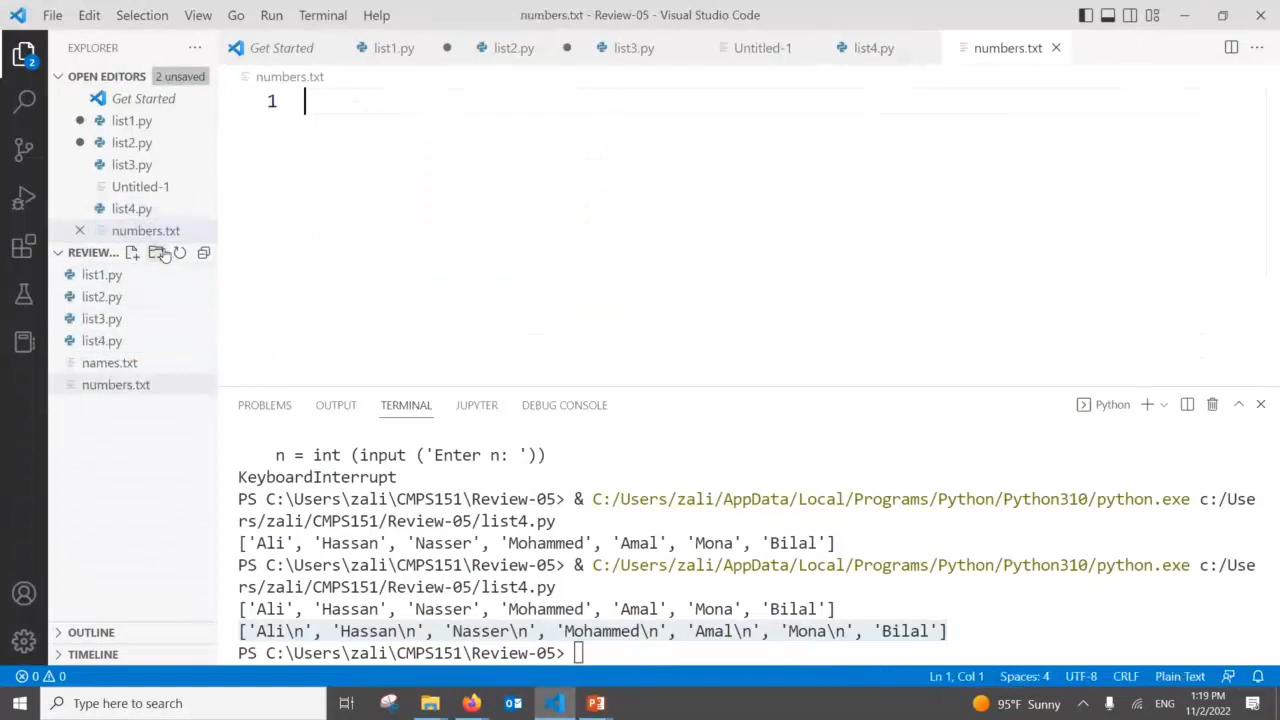 File Edit Selection View Go Run Terminal Help numbers.txt - Review-05 - Visual Studio Code
2 EXPLORER Get Started list1.py list2.py list3.py Untitled-1 list4.py numbers.txt
OPEN EDITORS 2 unsaved
Get Started
list1.py
list2.py
list3.py
Untitled-1
list4.py
numbers.txt
REVIEW...
list1.py
list2.py
list3.py
list4.py
names.txt
numbers.txt
OUTLINE
TIMELINE
numbers.txt
1
PROBLEMS OUTPUT TERMINAL JUPYTER DEBUG CONSOLE Python
n = int (input ('Enter n: '))
KeyboardInterrupt
PS C:\Users\zali\CMPS151\Review-05> & C:/Users/zali/AppData/Local/Programs/Python/Python310/python.exe c:/Use
rs/zali/CMPS151/Review-05/list4.py
['Ali', 'Hassan', 'Nasser', 'Mohammed', 'Amal', 'Mona', 'Bilal']
PS C:\Users\zali\CMPS151\Review-05> & C:/Users/zali/AppData/Local/Programs/Python/Python310/python.exe c:/Use
rs/zali/CMPS151/Review-05/list4.py
['Ali', 'Hassan', 'Nasser', 'Mohammed', 'Amal', 'Mona', 'Bilal']
['Ali\n', 'Hassan\n', 'Nasser\n', 'Mohammed\n', 'Amal\n', 'Mona\n', 'Bilal']
PS C:\Users\zali\CMPS151\Review-05>
0 0 Ln 1, Col 1 Spaces: 4 UTF-8 CRLF Plain Text
Type here to search 95°F Sunny ENG 1:19 PM
11/2/2022